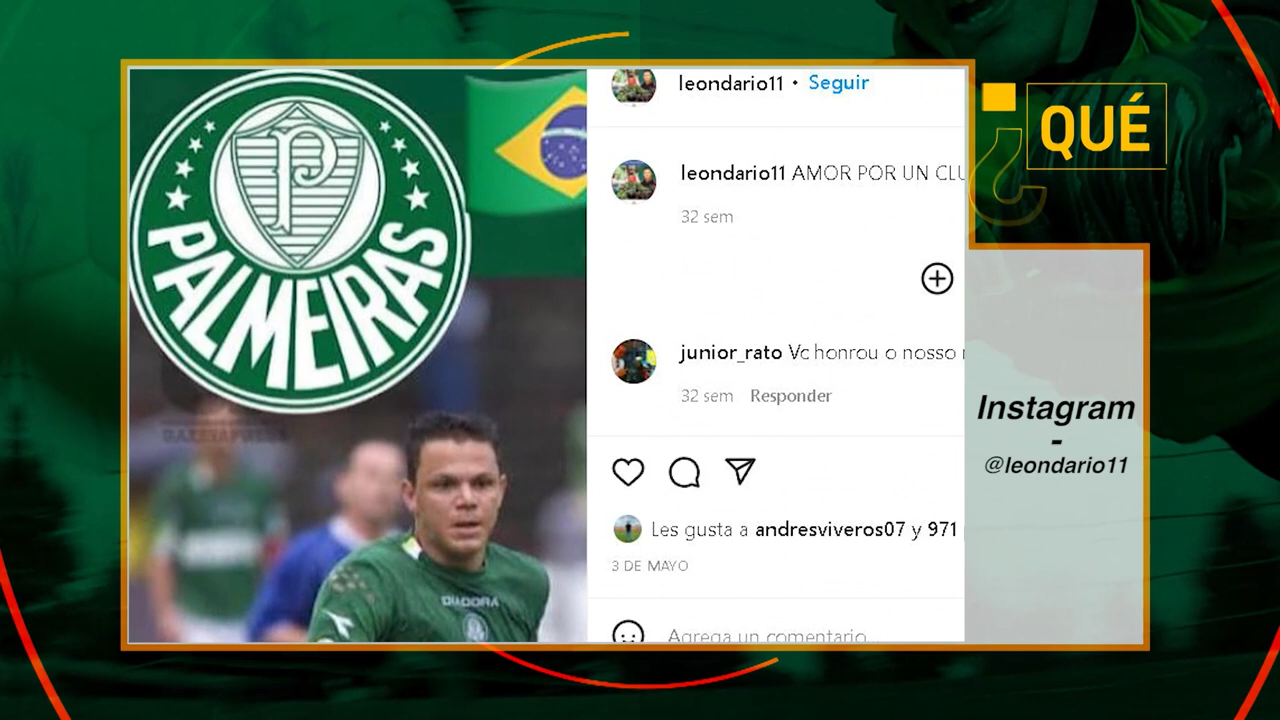 PALMEIRAS
P
DIADORA
leondario11 • Seguir
leondario11 AMOR POR UN CLU
32 sem
junior_rato Vc honrou o nosso
32 sem Responder
Les gusta a andresviveros07 y 971
3 DE MAYO
Agrega un comentario...
¿QUÉ
Instagram
-
@leondario11